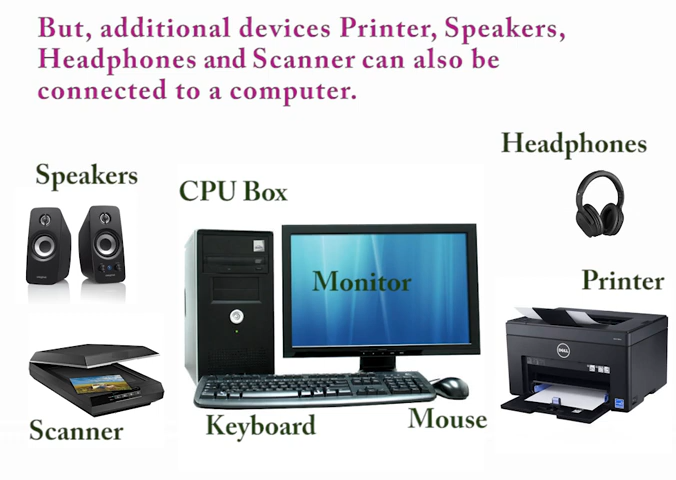 But, additional devices Printer, Speakers,
Headphones and Scanner can also be
connected to a computer.
Headphones
Speakers
CPU Box
Monitor
Printer
DELL
Scanner
Keyboard
Mouse